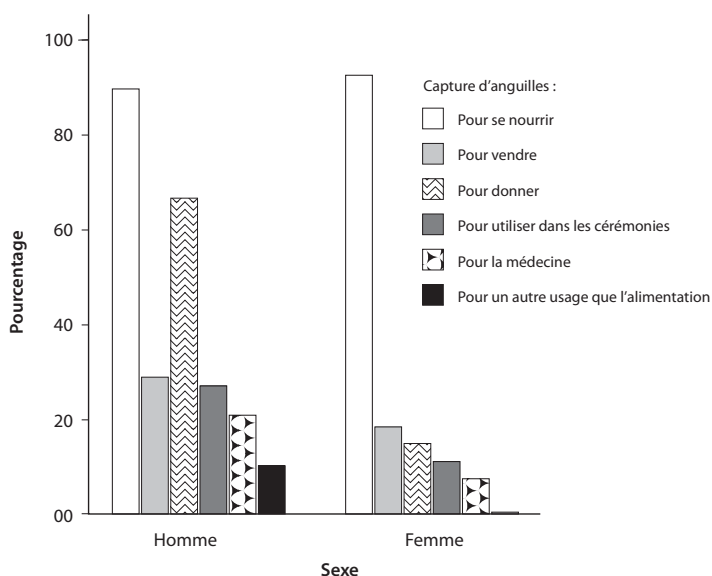 100
80
60
40
20
00
Pourcentage
Homme
Femme
Sexe
Capture d'anguilles :
Pour se nourrir
Pour vendre
Pour donner
Pour utiliser dans les cérémonies
Pour la médecine
Pour un autre usage que l'alimentation